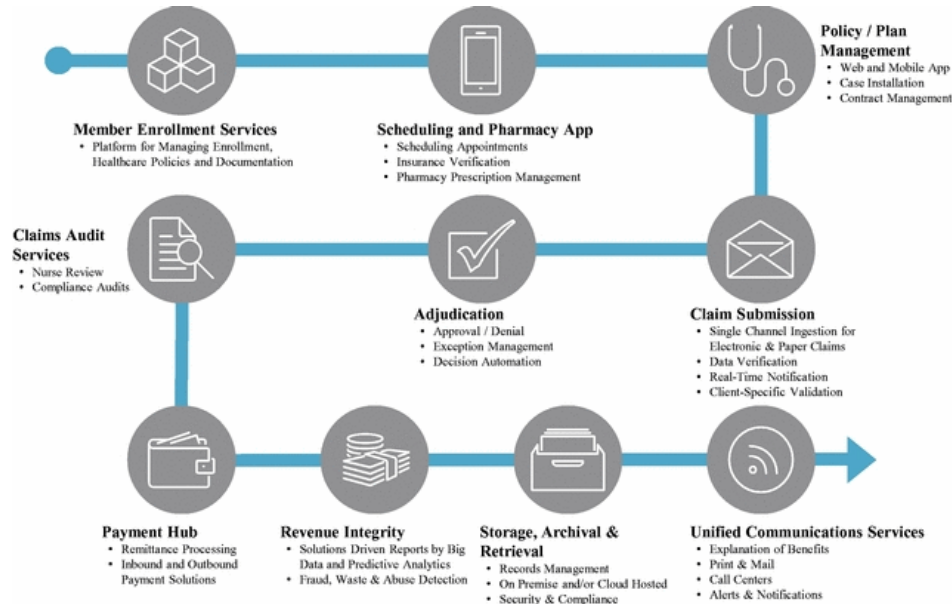 Member Enrollment Services
• Platform for Managing Enrollment,
Healthcare Policies and Documentation
Scheduling and Pharmacy App
• Scheduling Appointments
• Insurance Verification
• Pharmacy Prescription Management
Policy / Plan
Management
• Web and Mobile App
• Case Installation
• Contract Management
Claim Submission
• Single Channel Ingestion for
Electronic & Paper Claims
• Data Verification
• Real-Time Notification
• Client-Specific Validation
Adjudication
• Approval / Denial
• Exception Management
• Decision Automation
Claims Audit
Services
• Nurse Review
• Compliance Audits
Payment Hub
• Remittance Processing
• Inbound and Outbound
Payment Solutions
Revenue Integrity
• Solutions Driven Reports by Big
Data and Predictive Analytics
• Fraud, Waste & Abuse Detection
Storage, Archival &
Retrieval
• Records Management
• On Premise and/or Cloud Hosted
• Security & Compliance
Unified Communications Services
• Explanation of Benefits
• Print & Mail
• Call Centers
• Alerts & Notifications